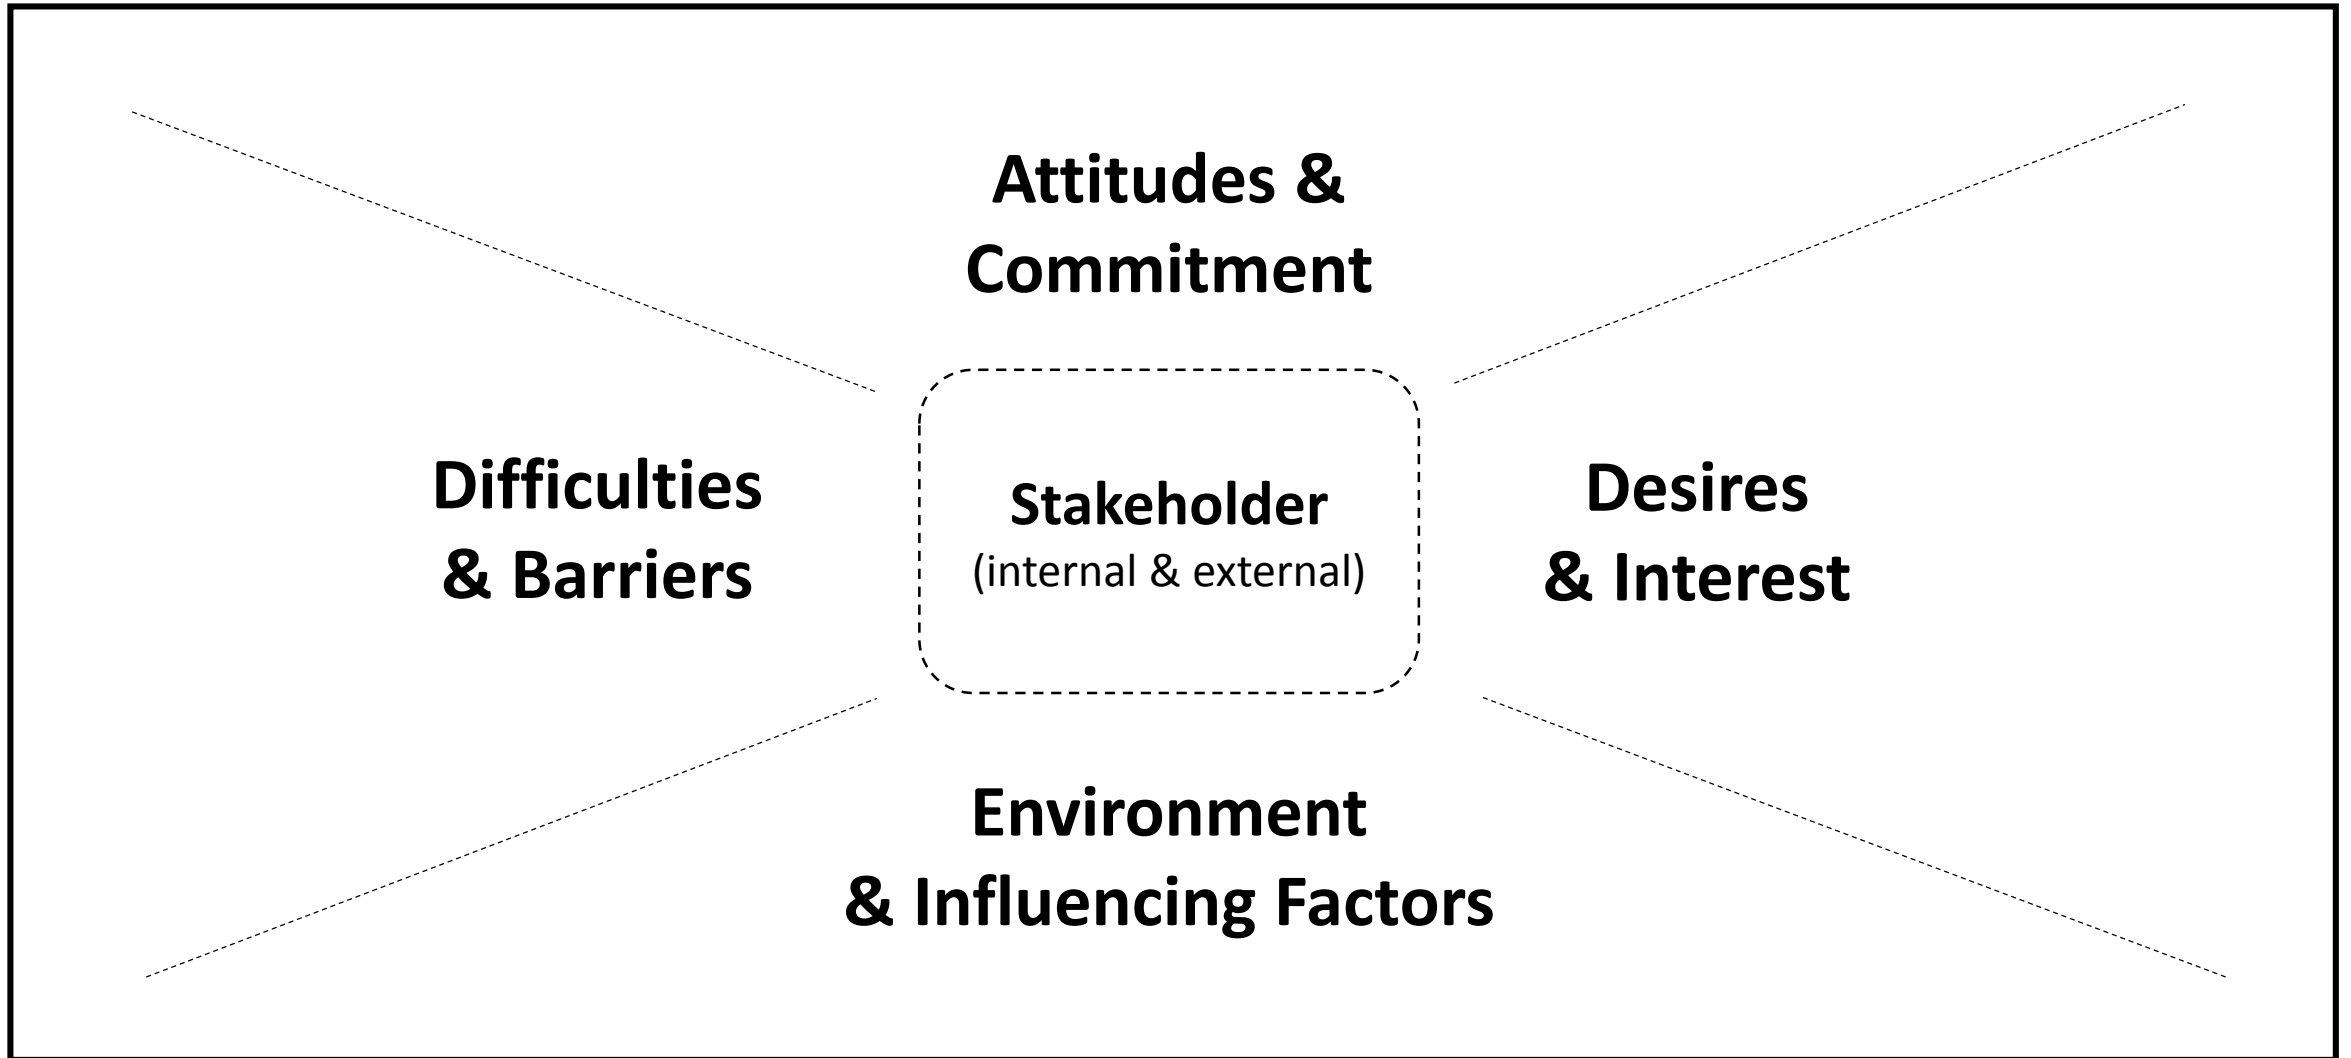 Attitudes &
Commitment
Difficulties
& Barriers
Stakeholder
(internal & external)
Desires
& Interest
Environment
& Influencing Factors